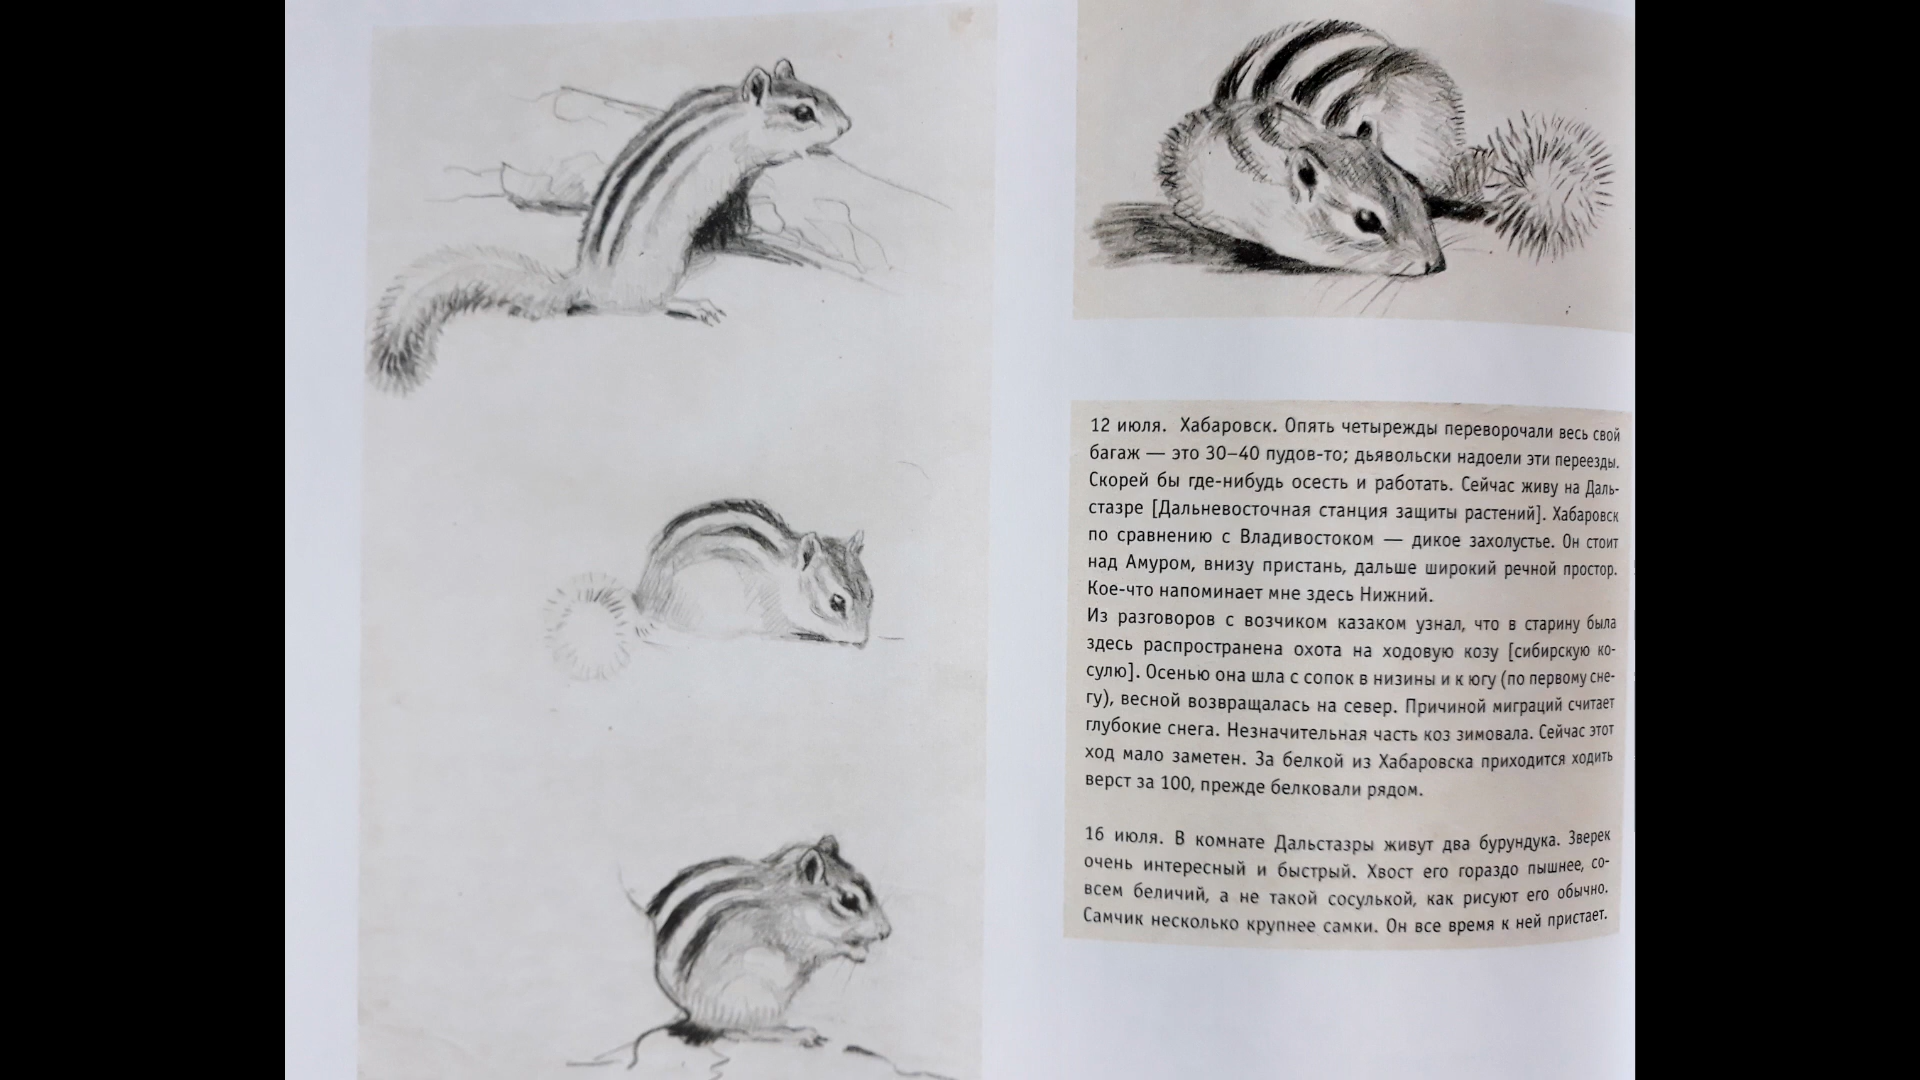 12 июля. Хабаровск. Опять четырежды переворочали весь свой
багаж — это 30–40 пудов-то; дьявольски надоели эти переезды.
Скорей бы где-нибудь осесть и работать. Сейчас живу на Даль-
стазре [Дальневосточная станция защиты растений]. Хабаровск
по сравнению с Владивостоком — дикое захолустье. Он стоит
над Амуром, внизу пристань, дальше широкий речной простор.
Кое-что напоминает мне здесь Нижний.
Из разговоров с возчиком казаком узнал, что в старину была
здесь распространена охота на ходовую козу [сибирскую ко-
сулю]. Осенью она шла с сопок в низины и к югу (по первому сне-
гу), весной возвращалась на север. Причиной миграций считает
глубокие снега. Незначительная часть коз зимовала. Сейчас этот
ход мало заметен. За белкой из Хабаровска приходится ходить
верст за 100, прежде белковали рядом.
16 июля. В комнате Дальстазры живут два бурундука. Зверек
очень интересный и быстрый. Хвост его гораздо пышнее, со-
всем беличий, а не такой сосулькой, как рисуют его обычно.
Самчик несколько крупнее самки. Он все время к ней пристает.